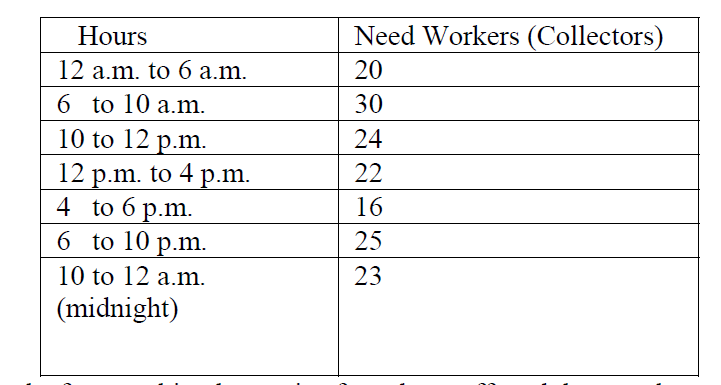 Hours Need Workers (Collectors)
12 a.m. to 6 a.m. 20
6 to 10 a.m. 30
10 to 12 p.m. 24
12 p.m. to 4 p.m. 22
4 to 6 p.m. 16
6 to 10 p.m. 25
10 to 12 a.m. 23
(midnight)